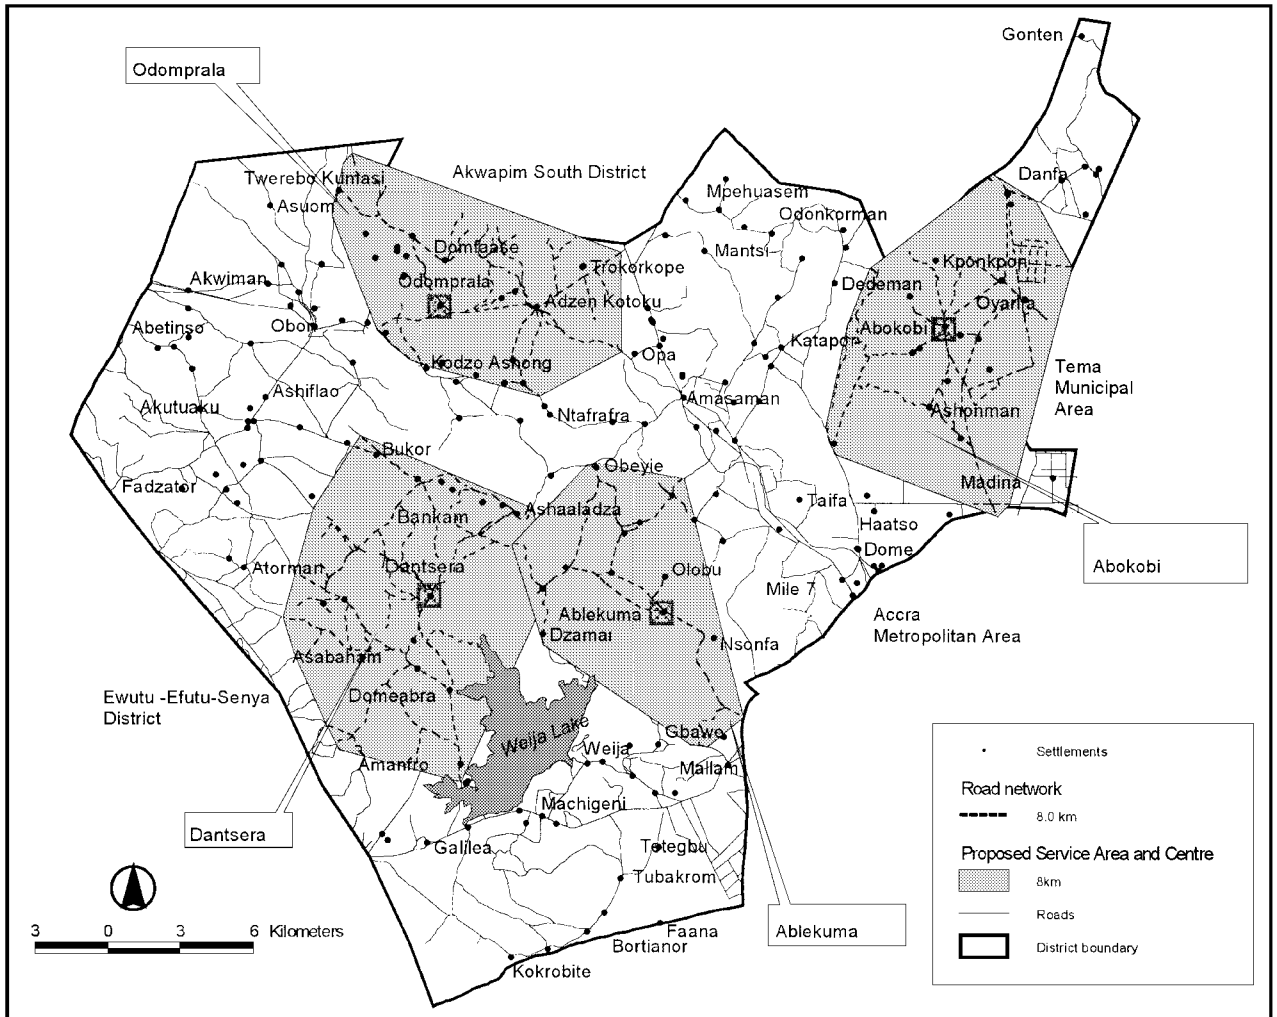 Gonten
Odomprala
Akwapim South District
Danfa
Twerebo Kumasi
Mpehuasem
Asuom
Odonkorman
Domfaase
Mantsi
Kponkpon
Trokorkope
Akwiman
Odomprala
Dedeman
Oyarifa
Adzen Kotoku
Abetinso
Obom
Abokobi
Katapon
Opa
Kodzo Ashong
Tema
Municipal
Area
Ashiflao
Amasaman
Akutuaku
Ntafrafra
Ashonman
Bukor
Obeyie
Fadzator
Madina
Taifa
Bankam
Ashaaladza
Haatso
Dome
Atorman
Dantsera
Olobu
Abokobi
Mile 7
Ablekuma
Accra
Metropolitan Area
Dzamai
Nsonfa
Asabaham
Ewutu -Efutu-Senya
District
Domeabra
Weija Lake
Gbawe
Weija
Amanfro
Mallam
Settlements
Road network
8.0 km
Machigeni
Dantsera
Galilea
Tetegbu
Proposed Service Area and Centre
8km
Tubakrom
Roads
3 0 3 6 Kilometers
Faana
Ablekuma
Bortianor
District boundary
Kokrobite